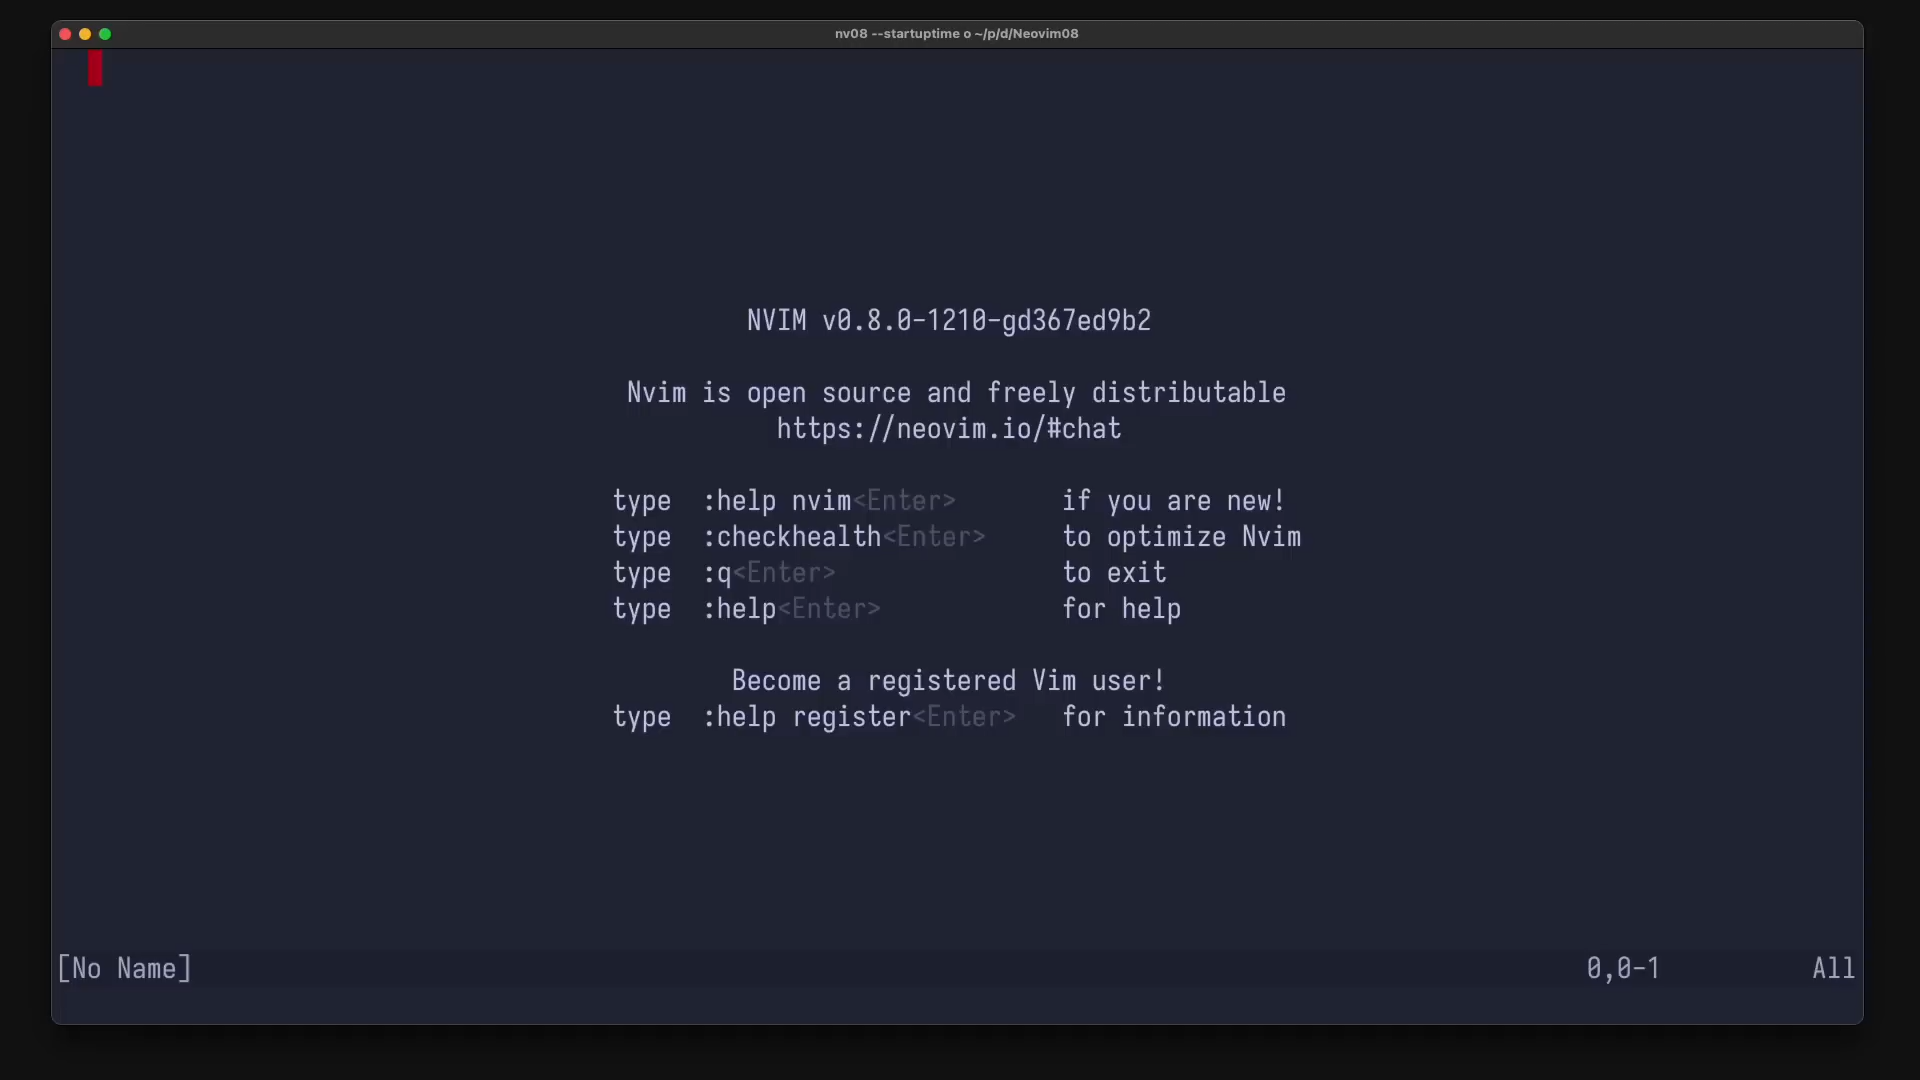 nv08 --startuptime o ~/p/d/Neovim08
NVIM v0.8.0-1210-gd367ed9b2
Nvim is open source and freely distributable
https://neovim.io/#chat
type :help nvim<Enter> if you are new!
type :checkhealth<Enter> to optimize Nvim
type :q<Enter> to exit
type :help<Enter> for help
Become a registered Vim user!
type :help register<Enter> for information
[No Name] 0,0-1 All